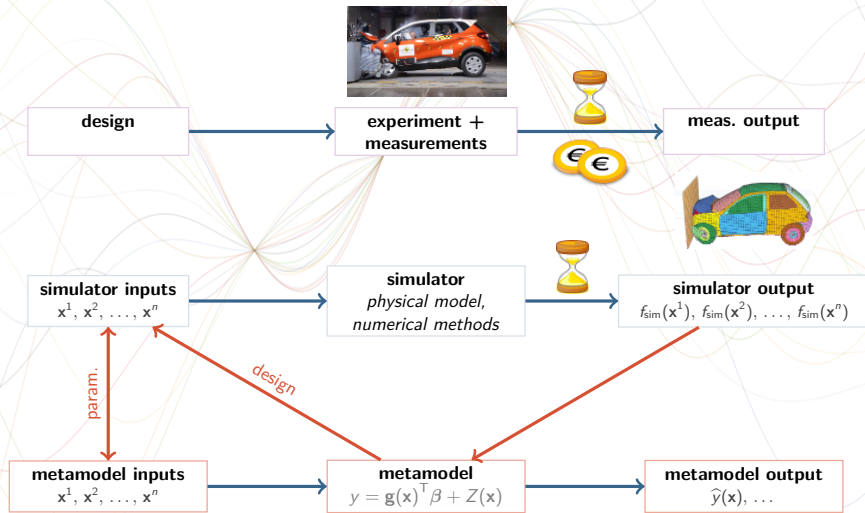 design
experiment +
measurements
meas. output
€
€
simulator inputs
x¹, x², …, xⁿ
simulator
physical model,
numerical methods
simulator output
f_sim(x¹), f_sim(x²), …, f_sim(xⁿ)
param.
design
metamodel inputs
x¹, x², …, xⁿ
metamodel
y = g(x)ᵀβ + Z(x)
metamodel output
ŷ(x), …